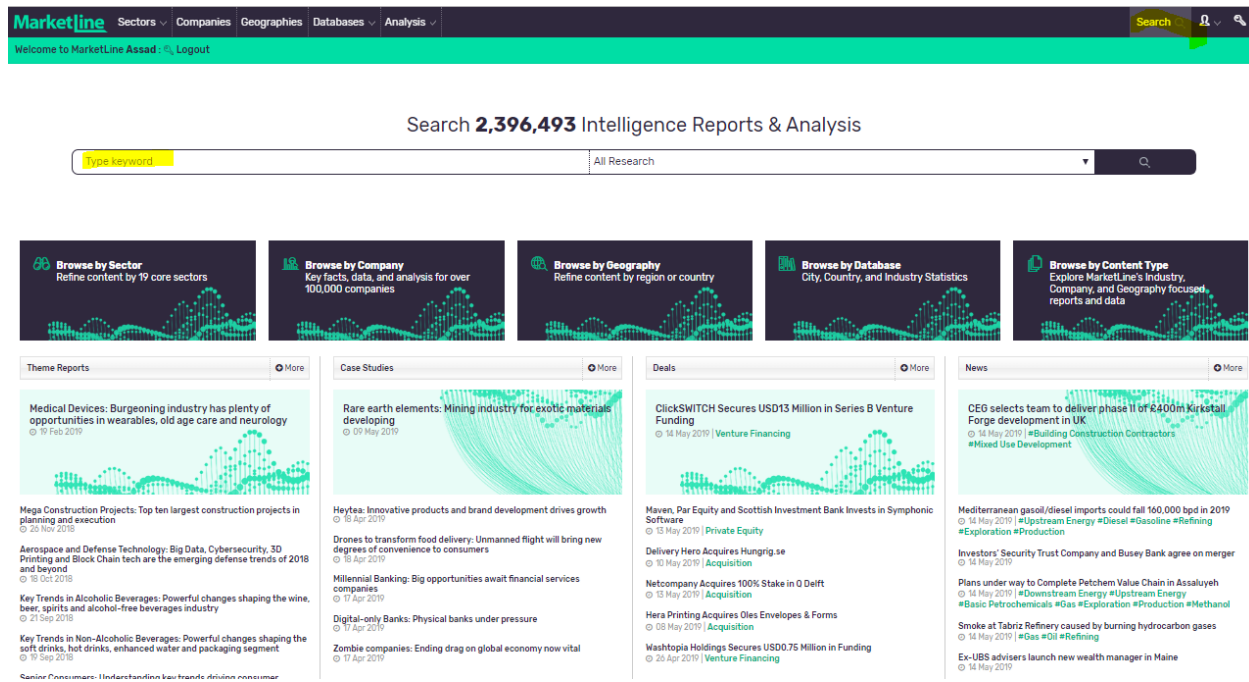 MarketLine Sectors Companies Geographies Databases Analysis Search
Welcome to MarketLine Assad : Logout
Search 2,396,493 Intelligence Reports & Analysis
Type keyword All Research
Browse by Sector
Refine content by 19 core sectors
Browse by Company
Key facts, data, and analysis for over
100,000 companies
Browse by Geography
Refine content by region or country
Browse by Database
City, Country, and Industry Statistics
Browse by Content Type
Explore MarketLine's Industry,
Company, and Geography focused
reports and data
Theme Reports More
Medical Devices: Burgeoning industry has plenty of
opportunities in wearables, old age care and neurology
19 Feb 2019
Mega Construction Projects: Top ten largest construction projects in
planning and execution
26 Nov 2018
Aerospace and Defense Technology: Big Data, Cybersecurity, 3D
Printing and Block Chain tech are the emerging defense trends of 2018
and beyond
18 Oct 2018
Key Trends in Alcoholic Beverages: Powerful changes shaping the wine,
beer, spirits and alcohol-free beverages industry
21 Sep 2018
Key Trends in Non-Alcoholic Beverages: Powerful changes shaping the
soft drinks, hot drinks, enhanced water and packaging segment
19 Sep 2018
Senior Consumers: Understanding key trends driving consumer
Case Studies More
Rare earth elements: Mining industry for exotic materials
developing
09 May 2019
Heytea: Innovative products and brand development drives growth
18 Apr 2019
Drones to transform food delivery: Unmanned flight will bring new
degrees of convenience to consumers
18 Apr 2019
Millennial Banking: Big opportunities await financial services
companies
17 Apr 2019
Digital-only Banks: Physical banks under pressure
17 Apr 2019
Zombie companies: Ending drag on global economy now vital
17 Apr 2019
Deals More
ClickSWITCH Secures USD13 Million in Series B Venture
Funding
14 May 2019 | Venture Financing
Maven, Par Equity and Scottish Investment Bank Invests in Symphonic
Software
13 May 2019 | Private Equity
Delivery Hero Acquires Hungrig.se
10 May 2019 | Acquisition
Netcompany Acquires 100% Stake in Q Delft
13 May 2019 | Acquisition
Hera Printing Acquires Oles Envelopes & Forms
08 May 2019 | Acquisition
Washtopia Holdings Secures USD0.75 Million in Funding
26 Apr 2019 | Venture Financing
News More
CEG selects team to deliver phase II of £400m Kirkstall
Forge development in UK
14 May 2019 | #Building Construction Contractors
#Mixed Use Development
Mediterranean gasoil/diesel imports could fall 160,000 bpd in 2019
14 May 2019 | #Upstream Energy #Diesel #Gasoline #Refining
#Exploration #Production
Investors' Security Trust Company and Busey Bank agree on merger
14 May 2019
Plans under way to Complete Petchem Value Chain in Assaluyeh
14 May 2019 | #Downstream Energy #Upstream Energy
#Basic Petrochemicals #Gas #Exploration #Production #Methanol
Smoke at Tabriz Refinery caused by burning hydrocarbon gases
14 May 2019 | #Gas #Oil #Refining
Ex-UBS advisers launch new wealth manager in Maine
14 May 2019